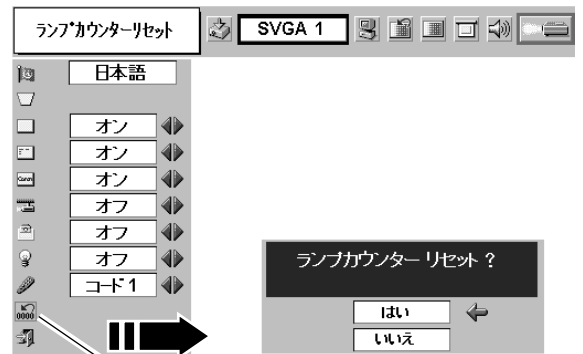 ランプカウンターリセット
SVGA 1
日本語
オン
オン
オン
オフ
オフ
オフ
コード 1
0000
ランプカウンター リセット ?
はい
いいえ